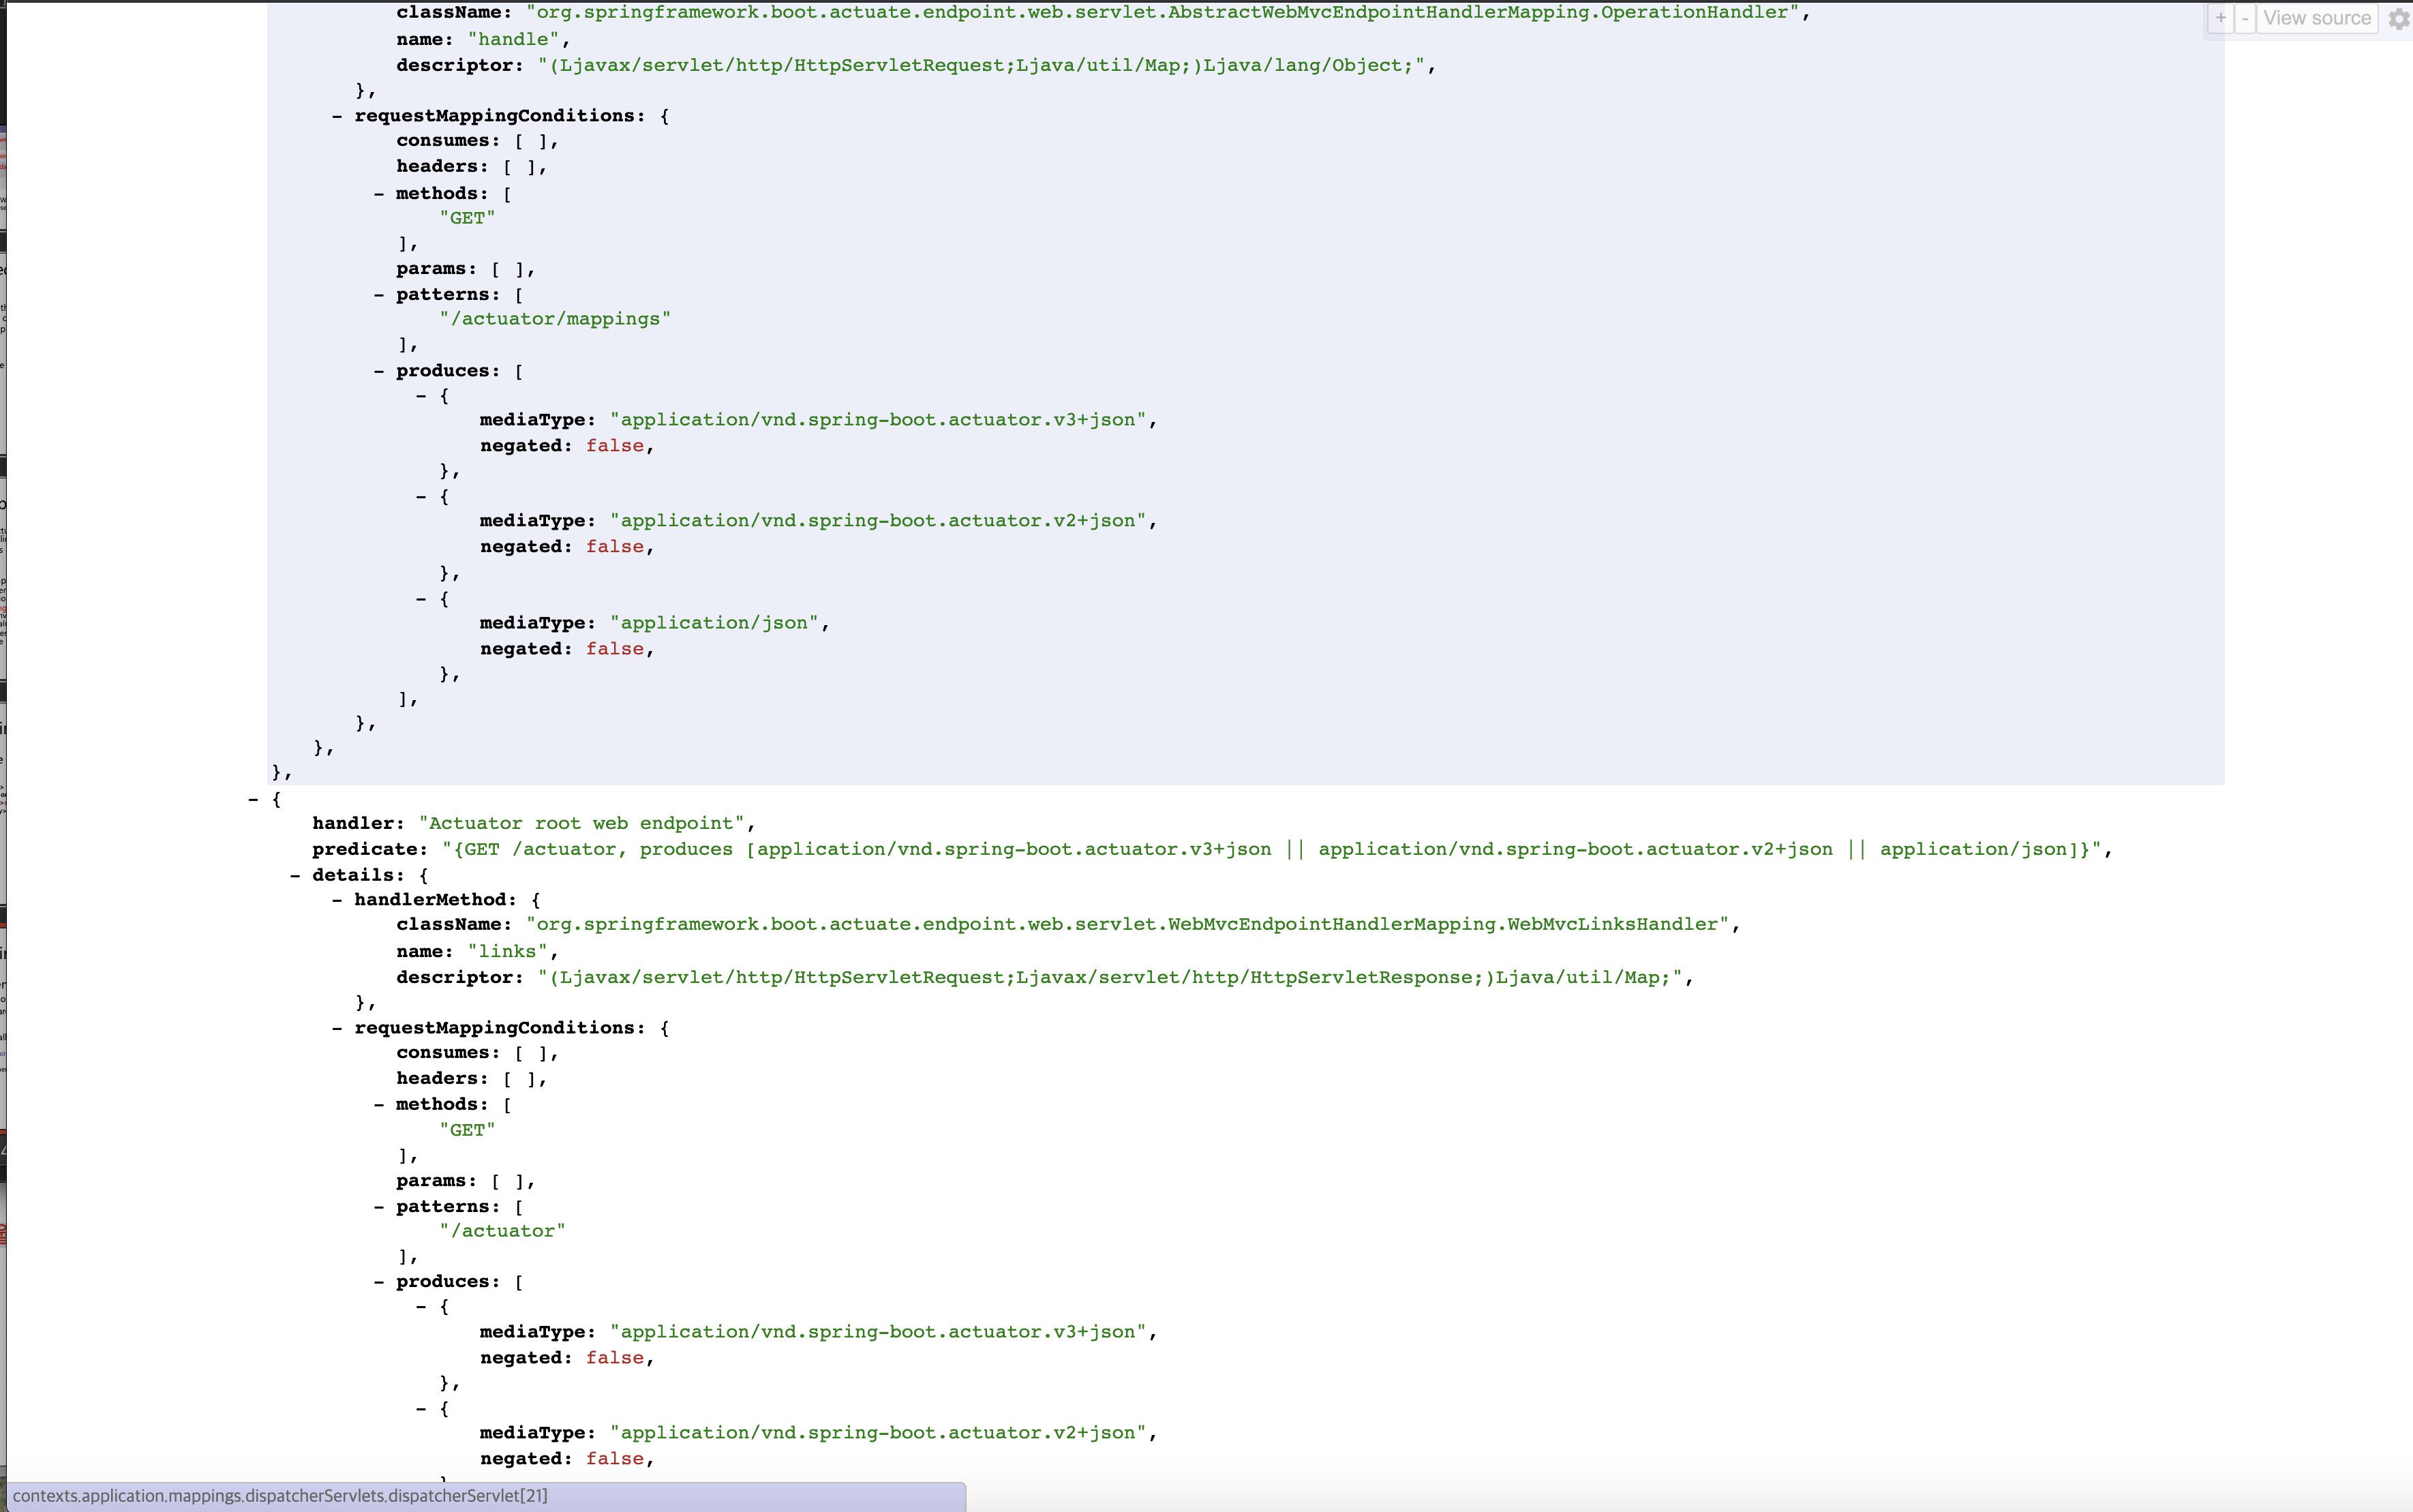 className: "org.springframework.boot.actuate.endpoint.web.servlet.AbstractWebMvcEndpointHandlerMapping.OperationHandler",
+ - View source
name: "handle",
descriptor: "(Ljavax/servlet/http/HttpServletRequest;Ljava/util/Map;)Ljava/lang/Object;",
},
- requestMappingConditions: {
consumes: [ ],
headers: [ ],
- methods: [
"GET"
],
params: [ ],
- patterns: [
"/actuator/mappings"
],
- produces: [
- {
mediaType: "application/vnd.spring-boot.actuator.v3+json",
negated: false,
},
- {
mediaType: "application/vnd.spring-boot.actuator.v2+json",
negated: false,
},
- {
mediaType: "application/json",
negated: false,
},
],
},
},
},
- {
handler: "Actuator root web endpoint",
predicate: "{GET /actuator, produces [application/vnd.spring-boot.actuator.v3+json || application/vnd.spring-boot.actuator.v2+json || application/json]}",
- details: {
- handlerMethod: {
className: "org.springframework.boot.actuate.endpoint.web.servlet.WebMvcEndpointHandlerMapping.WebMvcLinksHandler",
name: "links",
descriptor: "(Ljavax/servlet/http/HttpServletRequest;Ljavax/servlet/http/HttpServletResponse;)Ljava/util/Map;",
},
- requestMappingConditions: {
consumes: [ ],
headers: [ ],
- methods: [
"GET"
],
params: [ ],
- patterns: [
"/actuator"
],
- produces: [
- {
mediaType: "application/vnd.spring-boot.actuator.v3+json",
negated: false,
},
- {
mediaType: "application/vnd.spring-boot.actuator.v2+json",
negated: false,
contexts.application.mappings.dispatcherServlets.dispatcherServlet[21]